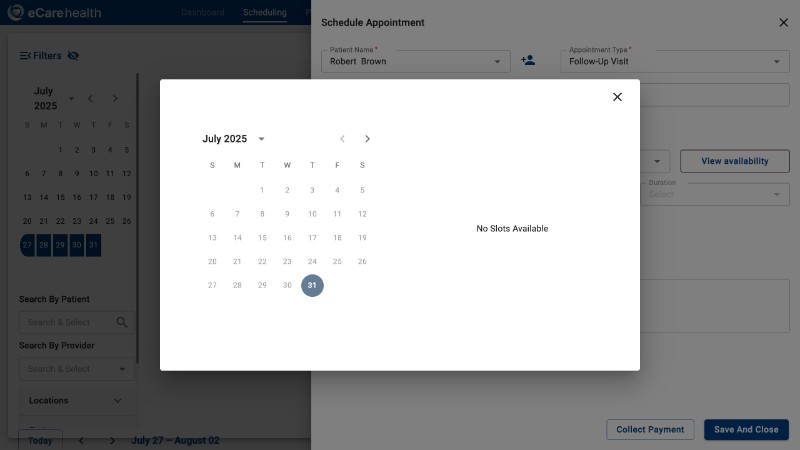 eCarehealth
Dashboard
Scheduling
Filters
July
2025
S M T W T F S
1 2 3 4 5
6 7 8 9 10 11 12
13 14 15 16 17 18 19
20 21 22 23 24 25 26
27 28 29 30 31
Search By Patient
Search & Select
Search By Provider
Search & Select
Locations
Today
July 27 – August 02
Schedule Appointment
Patient Name *
Robert Brown
Appointment Type *
Follow-Up Visit
View availability
Duration
Select
Collect Payment
Save And Close
July 2025
S M T W T F S
1 2 3 4 5
6 7 8 9 10 11 12
13 14 15 16 17 18 19
20 21 22 23 24 25 26
27 28 29 30 31
No Slots Available